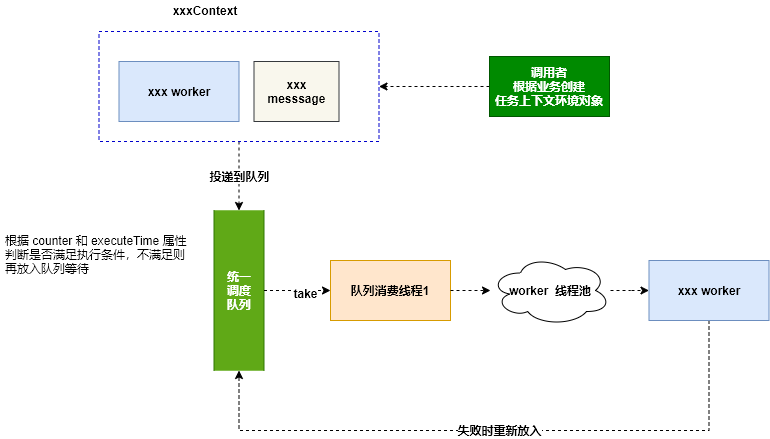 xxxContext
xxx worker
xxx
messsage
调用者
根据业务创建
任务上下文环境对象
投递到队列
根据 counter 和 executeTime 属性
判断是否满足执行条件，不满足则
再放入队列等待
统一
调度
队列
take
队列消费线程1
worker 线程池
xxx worker
失败时重新放入